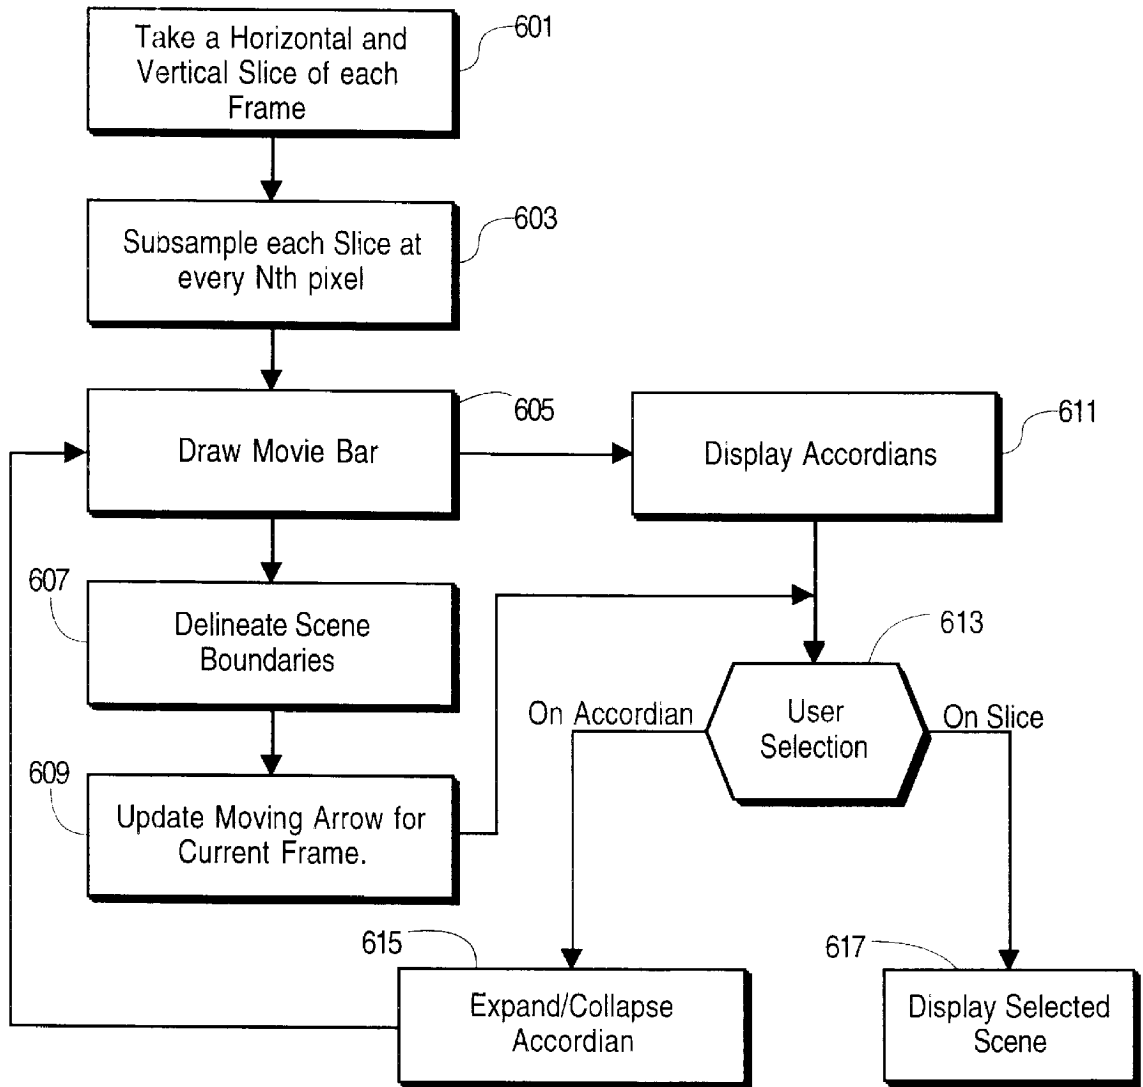 Take a Horizontal and
Vertical Slice of each
Frame
601
Subsample each Slice at
every Nth pixel
603
Draw Movie Bar
605
Display Accordians
611
607
Delineate Scene
Boundaries
609
Update Moving Arrow for
Current Frame.
613
User
Selection
On Accordian
On Slice
615
Expand/Collapse
Accordian
617
Display Selected
Scene